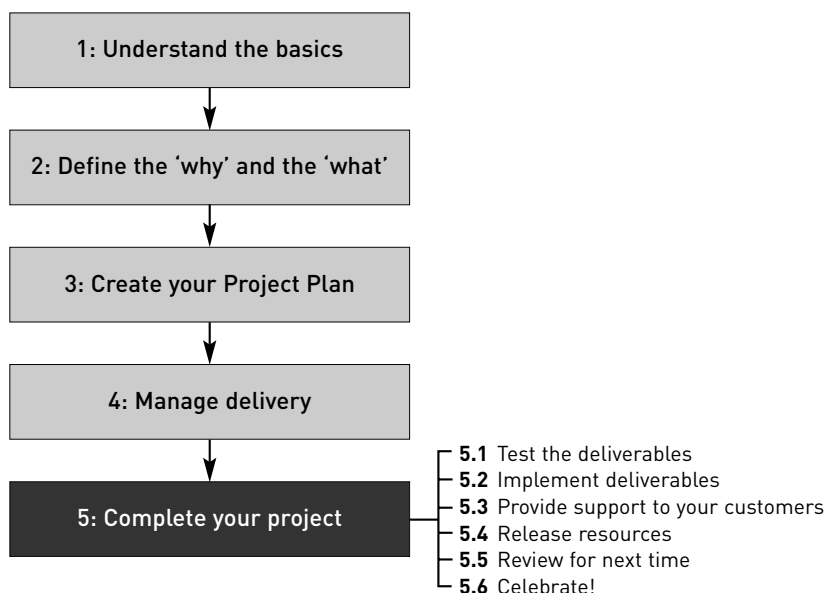 1: Understand the basics
2: Define the ‘why’ and the ‘what’
3: Create your Project Plan
4: Manage delivery
5: Complete your project
5.1 Test the deliverables
5.2 Implement deliverables
5.3 Provide support to your customers
5.4 Release resources
5.5 Review for next time
5.6 Celebrate!